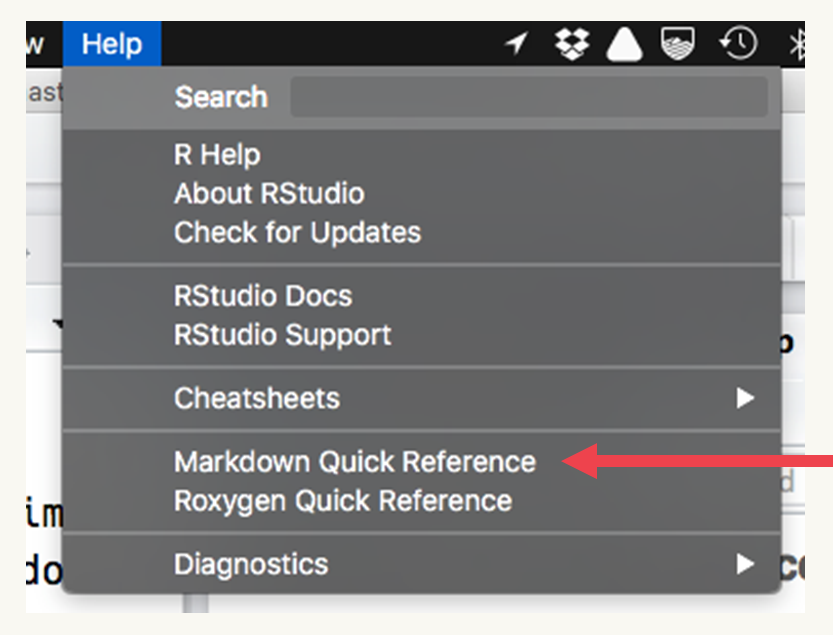 w Help
ast
Search
R Help
About RStudio
Check for Updates
RStudio Docs
RStudio Support
p
Cheatsheets
Markdown Quick Reference
d
Roxygen Quick Reference
im
Diagnostics
do